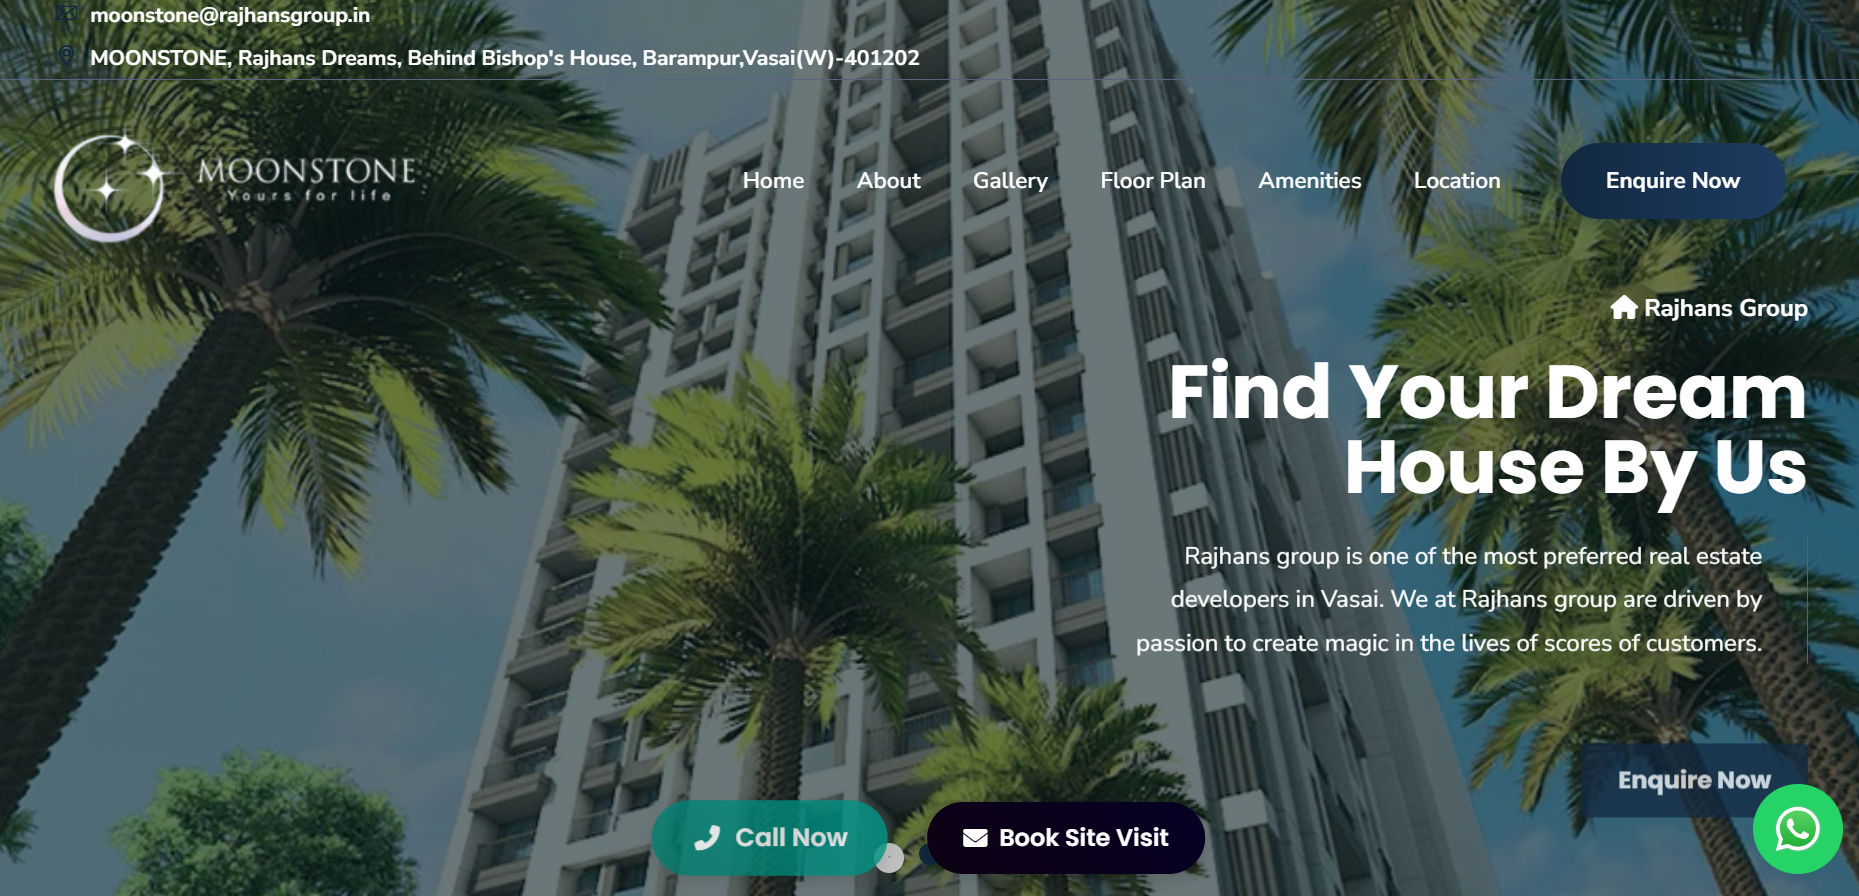 moonstone@rajhansgroup.in
MOONSTONE, Rajhans Dreams, Behind Bishop's House, Barampur,Vasai(W)-401202
MOONSTONE
Yours for life
Home About Gallery Floor Plan Amenities Location Enquire Now
Rajhans Group
Find Your Dream
House By Us
Rajhans group is one of the most preferred real estate
developers in Vasai. We at Rajhans group are driven by
passion to create magic in the lives of scores of customers.
Enquire Now
Call Now
Book Site Visit